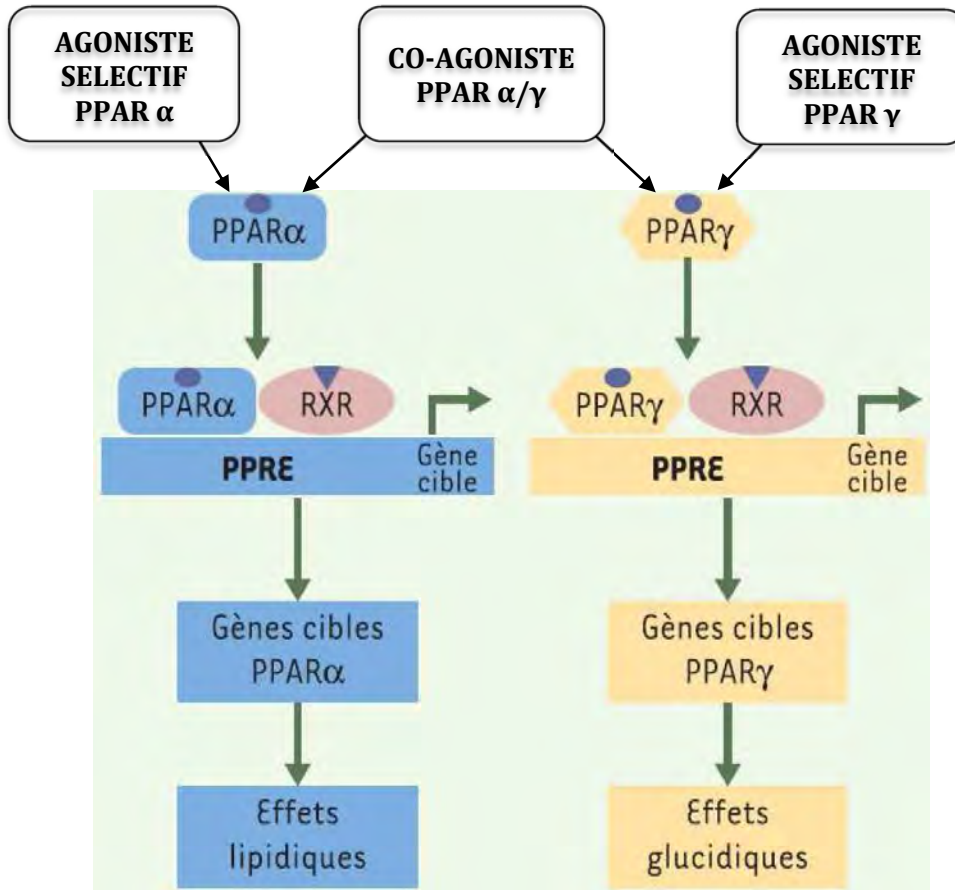 AGONISTE
SELECTIF
PPAR α
CO-AGONISTE
PPAR α/γ
AGONISTE
SELECTIF
PPAR γ
PPARα
PPARγ
PPARα
RXR
PPRE
Gène
cible
PPARγ
RXR
PPRE
Gène
cible
Gènes cibles
PPARα
Gènes cibles
PPARγ
Effets
lipidiques
Effets
glucidiques